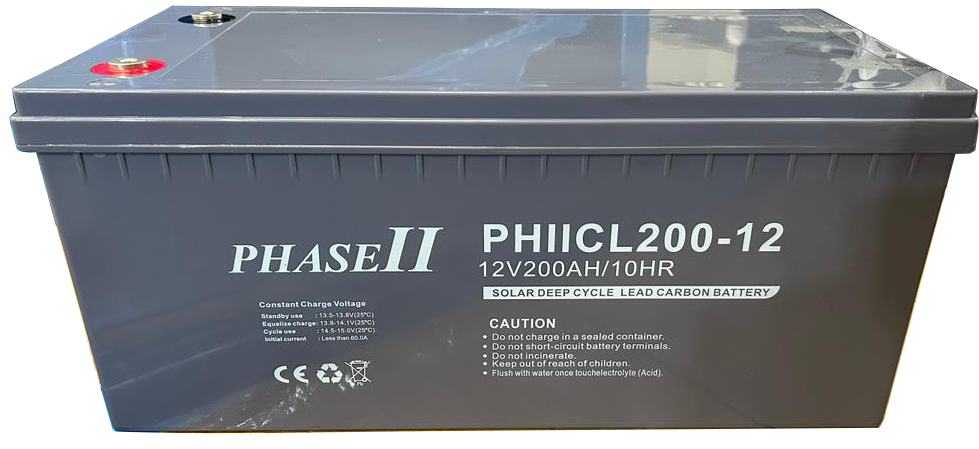 PHASEII
PHIICL200-12
12V200AH/10HR
SOLAR DEEP CYCLE LEAD CARBON BATTERY
Constant Charge Voltage
Standby use : 13.5-13.8V(25°C)
Equalize charge: 13.8-14.1V(25°C)
Cycle use : 14.5-15.0V(25°C)
Initial current : Less than 60.0A
CE
Pb
CAUTION
• Do not charge in a sealed container.
• Do not short-circuit battery terminals.
• Do not incinerate.
• Keep out of reach of children.
• Flush with water once touchelectrolyte (Acid).